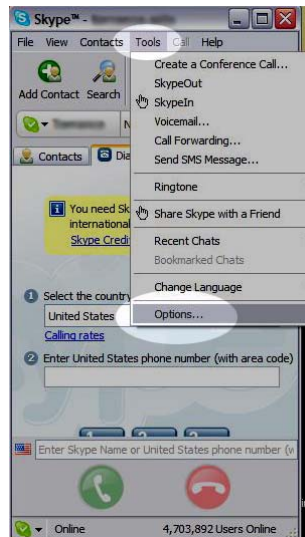 Skype™ -
File View Contacts Tools Call Help
Add Contact Search
Create a Conference Call...
SkypeOut
SkypeIn
Voicemail...
Call Forwarding...
Send SMS Message...
Ringtone
Share Skype with a Friend
Recent Chats
Bookmarked Chats
Change Language
Options...
Contacts Dia
You need Sk
international
Skype Credi
1 Select the country
United States
Calling rates
2 Enter United States phone number (with area code)
Enter Skype Name or United States phone number (w
Online 4,703,892 Users Online